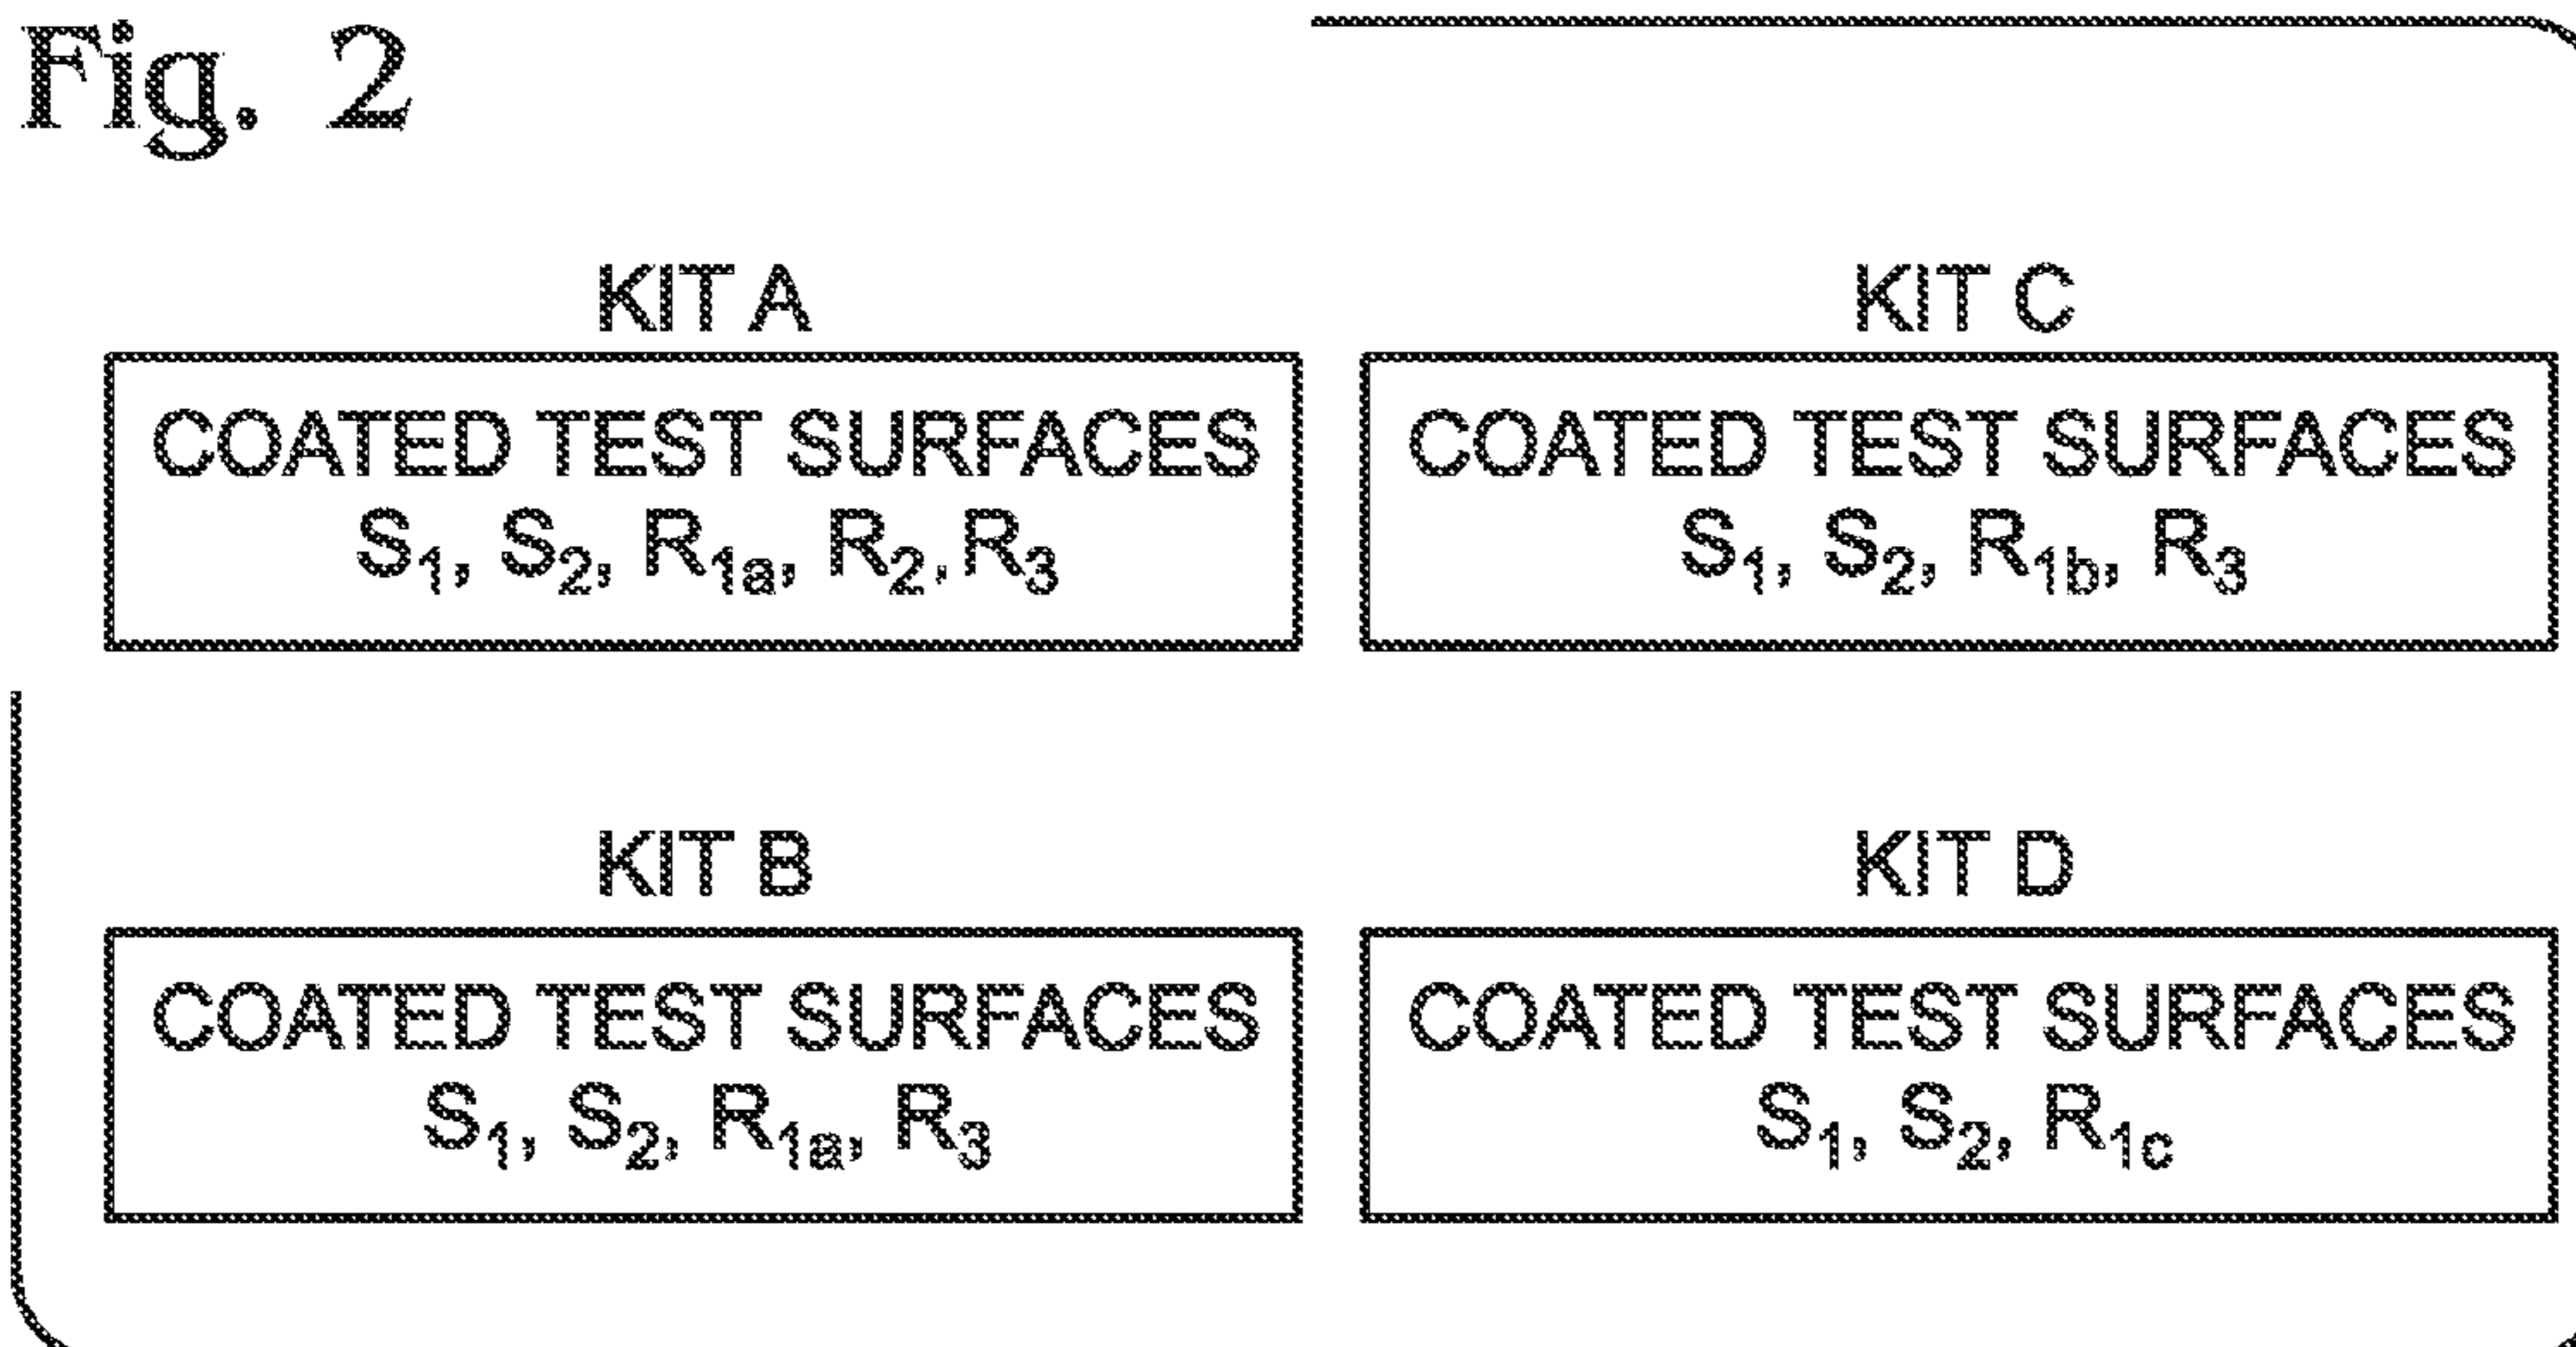 Fig. 2
KIT A
COATED TEST SURFACES
S₁, S₂, R₁ₐ, R₂, R₃
KIT C
COATED TEST SURFACES
S₁, S₂, R₁b, R₃
KIT B
COATED TEST SURFACES
S₁, S₂, R₁ₐ, R₃
KIT D
COATED TEST SURFACES
S₁, S₂, R₁c